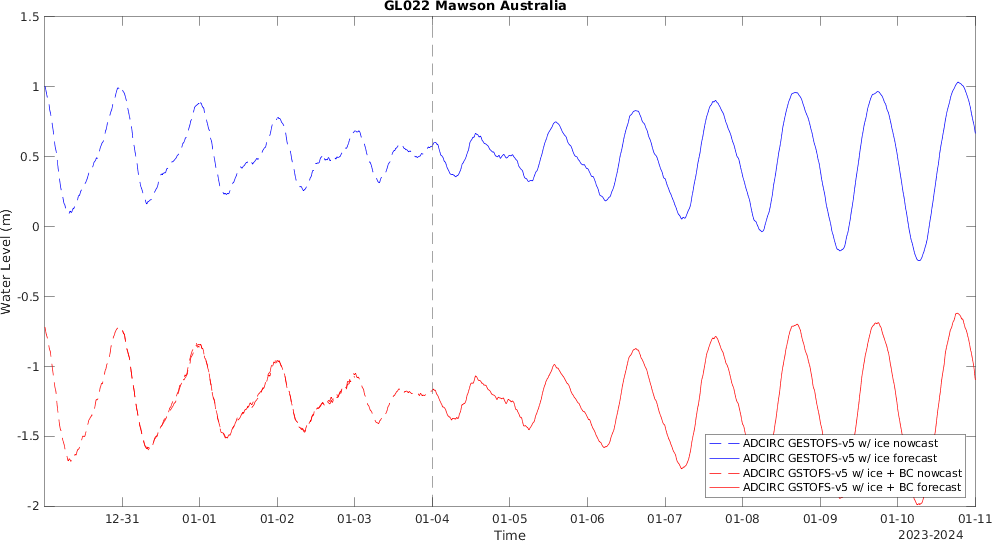 GL022 Mawson Australia
1.5
1
0.5
0
-0.5
-1
-1.5
-2
Water Level (m)
ADCIRC GESTOFS-v5 w/ ice nowcast
ADCIRC GESTOFS-v5 w/ ice forecast
ADCIRC GSTOFS-v5 w/ ice + BC nowcast
ADCIRC GSTOFS-v5 w/ ice + BC forecast
12-31 01-01 01-02 01-03 01-04 01-05 01-06 01-07 01-08 01-09 01-10 01-11
Time
2023-2024